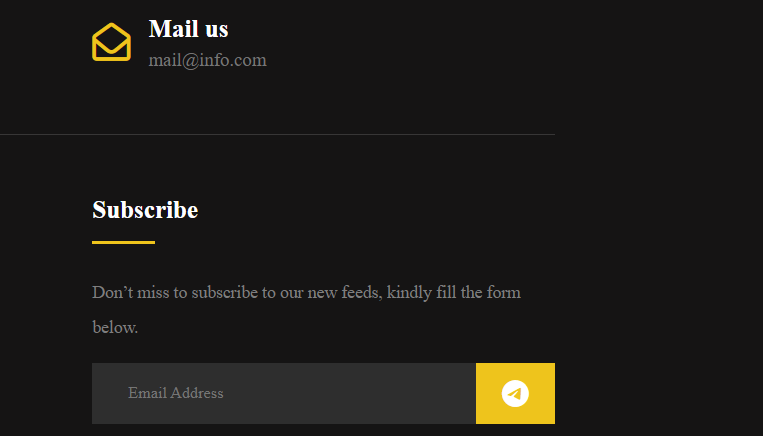 Mail us
mail@info.com
Subscribe
Don’t miss to subscribe to our new feeds, kindly fill the form
below.
Email Address